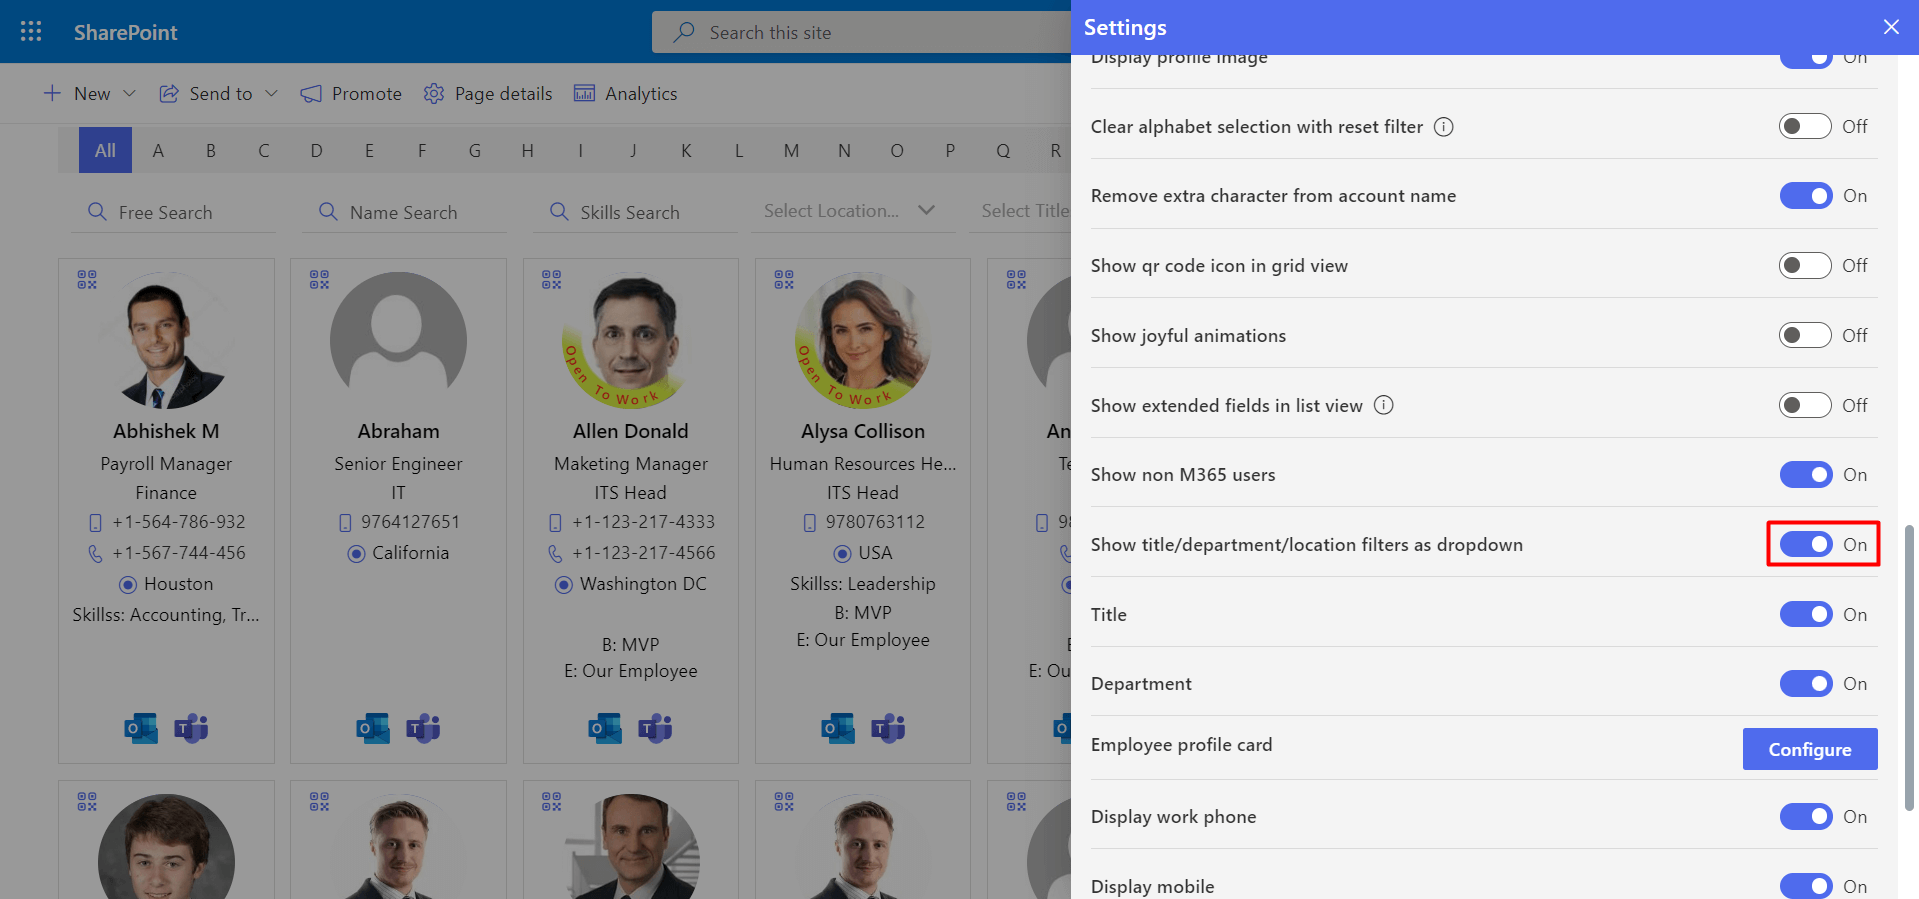 SharePoint
Search this site
New
Send to
Promote
Page details
Analytics
All A B C D E F G H I J K L M N O P Q R
Free Search
Name Search
Skills Search
Select Location...
Select Title
Abhishek M
Payroll Manager
Finance
+1-564-786-932
+1-567-744-456
Houston
Skillss: Accounting, Tr...
Abraham
Senior Engineer
IT
9764127651
California
Open To Work
Allen Donald
Maketing Manager
ITS Head
+1-123-217-4333
+1-123-217-4566
Washington DC
B: MVP
E: Our Employee
Open To Work
Alysa Collison
Human Resources He...
ITS Head
9780763112
USA
Skillss: Leadership
B: MVP
E: Our Employee
An
Te
98
E: Ou
Settings
Display profile image On
Clear alphabet selection with reset filter Off
Remove extra character from account name On
Show qr code icon in grid view Off
Show joyful animations Off
Show extended fields in list view Off
Show non M365 users On
Show title/department/location filters as dropdown On
Title On
Department On
Employee profile card Configure
Display work phone On
Display mobile On